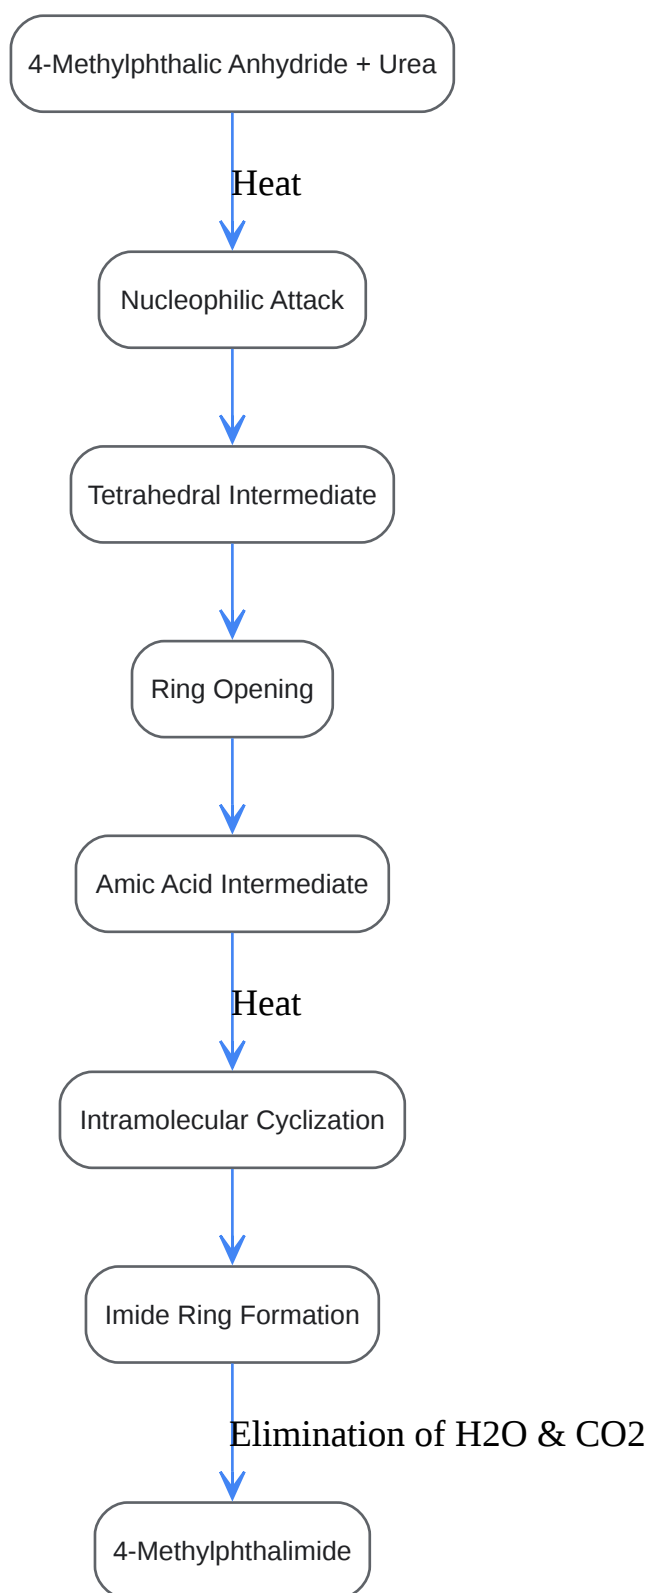 4-Methylphthalic Anhydride + Urea
Heat
Nucleophilic Attack
Tetrahedral Intermediate
Ring Opening
Amic Acid Intermediate
Heat
Intramolecular Cyclization
Imide Ring Formation
Elimination of H2O & CO2
4-Methylphthalimide